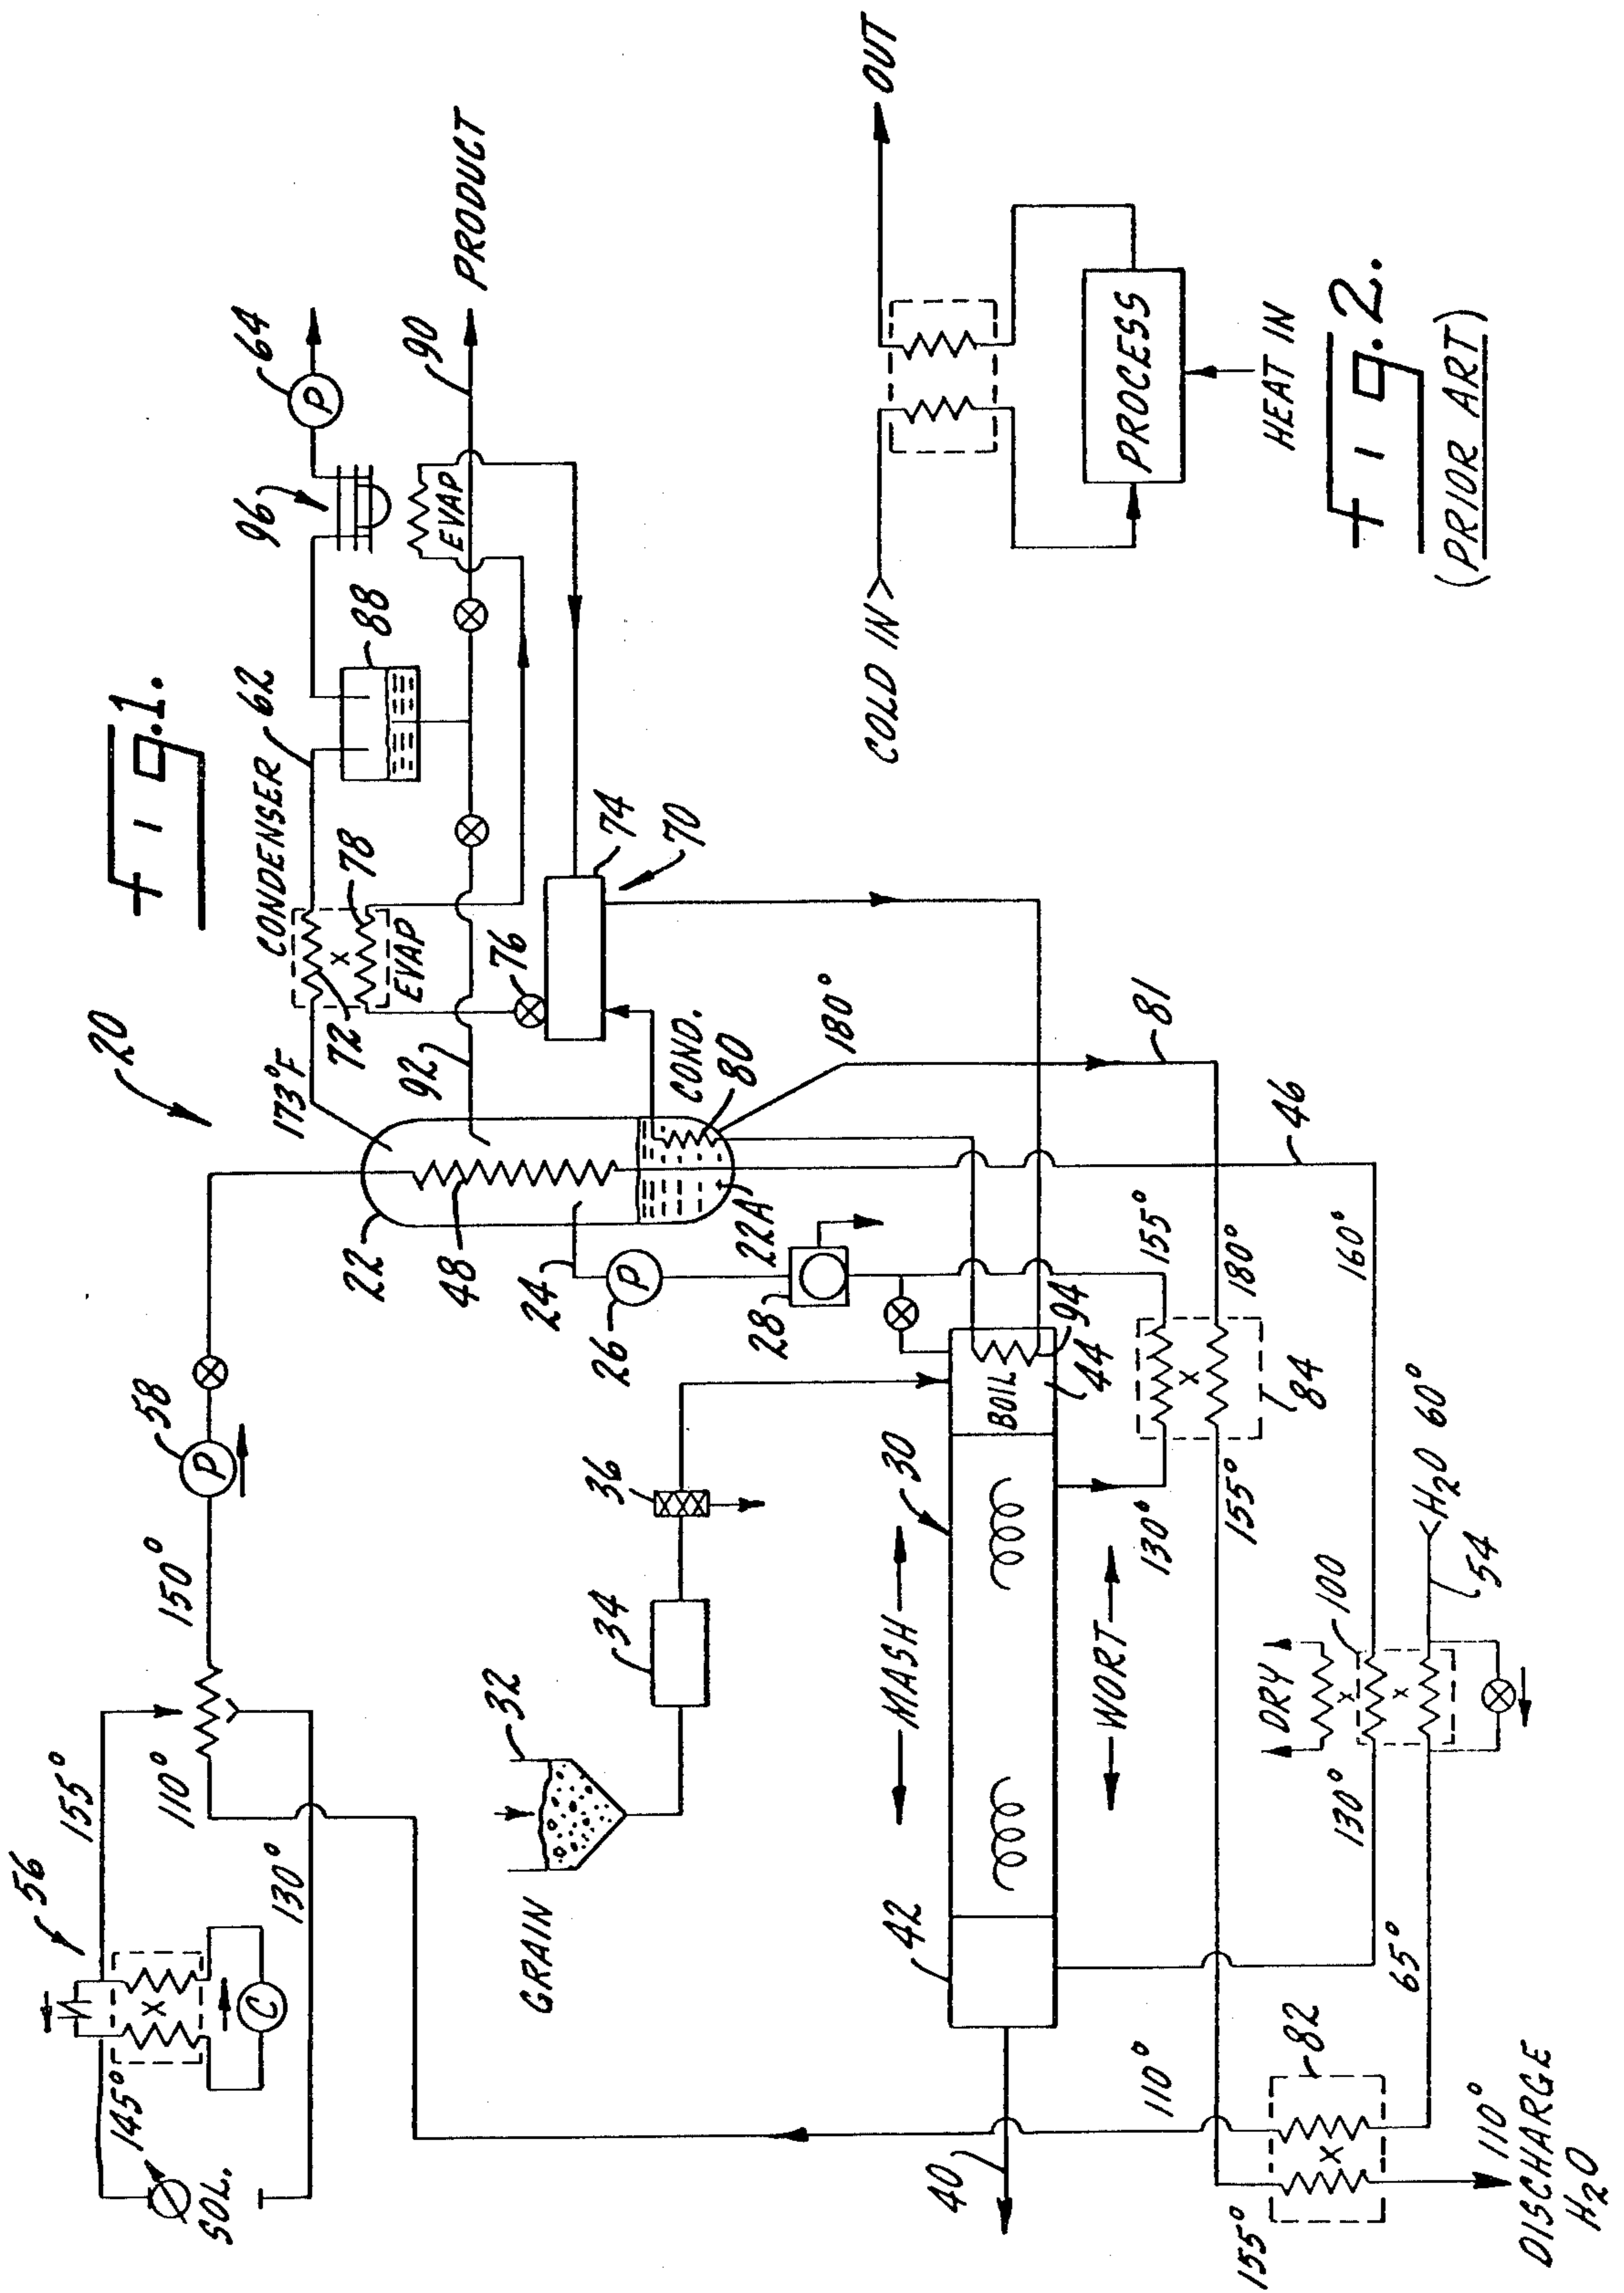 Fig.1.
20
56
155°
145°
SOL.
130°
110°
150°
58
P
C
X
22
48
24
26
P
28
22A
173°F
CONDENSER
72
X
78
EVAP
62
88
96
64
P
92
EVAP
90
PRODUCT
76
74
70
COND.
80
180°
81
46
GRAIN
32
34
36
MASH
30
WORT
42
BOIL
44
94
40
155°
X
84
130°
180°
155°
160°
DRY
100
X
X
H2O 60°
54
130°
65°
110°
82
X
155°
110°
DISCHARGE
H2O
COLD IN
OUT
PROCESS
HEAT IN
Fig.2.
(PRIOR ART)